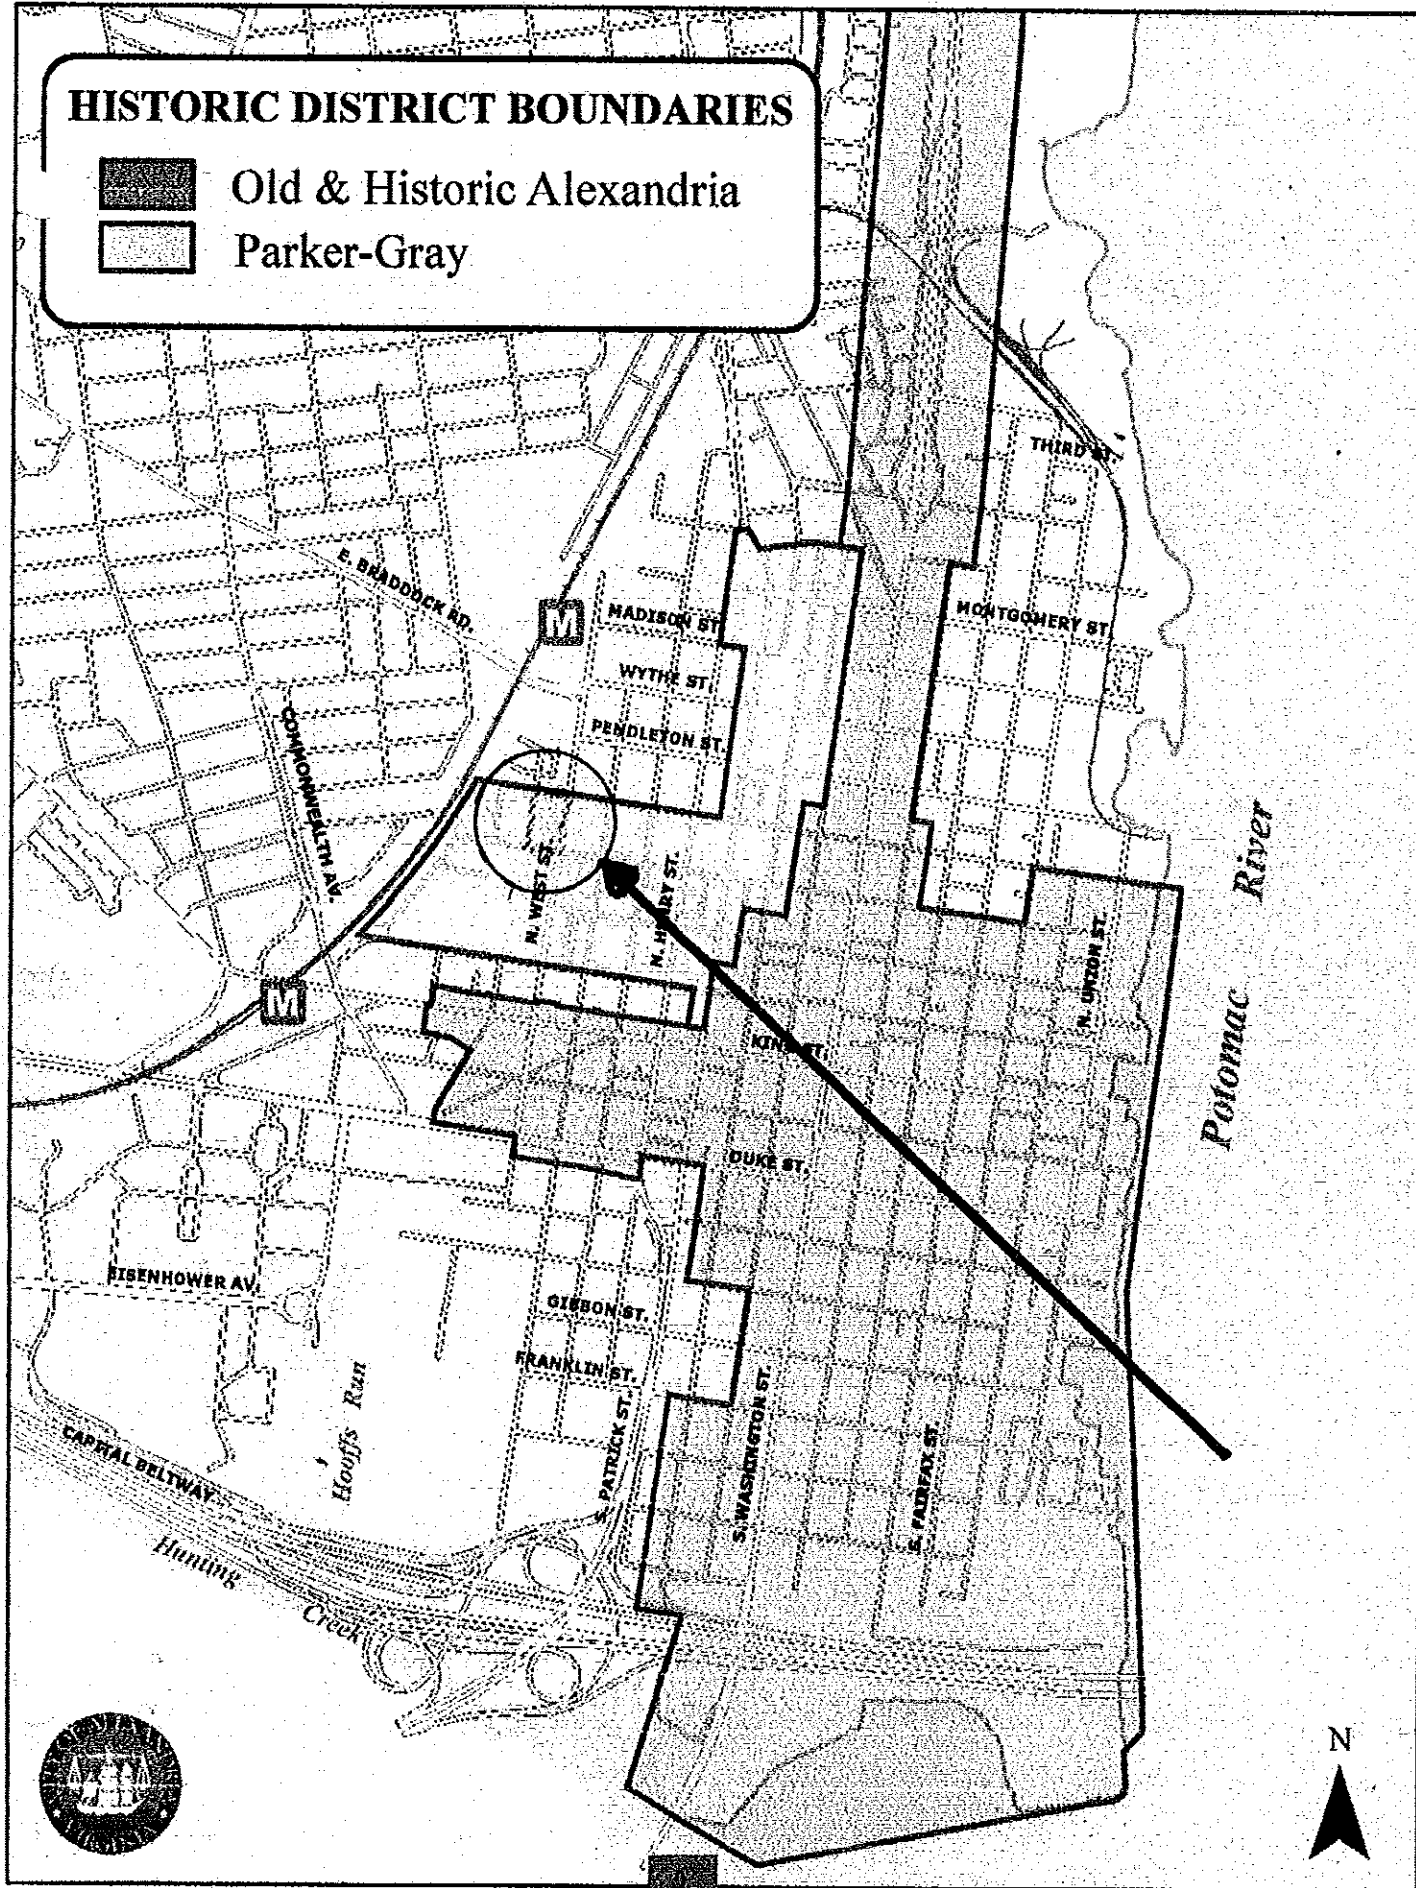 HISTORIC DISTRICT BOUNDARIES
Old & Historic Alexandria
Parker-Gray
THIRD ST.
E. BRADDOCK RD.
M
MADISON ST.
MONTGOMERY ST.
WYTHE ST.
PENDLETON ST.
COMMONWEALTH AV.
N. WEST ST.
N. HENRY ST.
N. UNION ST.
Potomac River
M
KING ST.
DUKE ST.
EISENHOWER AV.
GIBBON ST.
FRANKLIN ST.
S. PATRICK ST.
S. WASHINGTON ST.
S. FAIRFAX ST.
Hooffs Run
CAPITAL BELTWAY
Hunting Creek
N